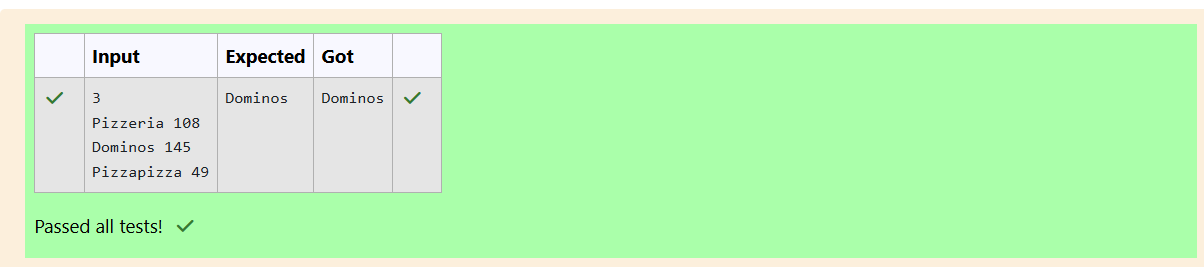 Input Expected Got
3 Dominos Dominos
Pizzeria 108
Dominos 145
Pizzapizza 49
Passed all tests!